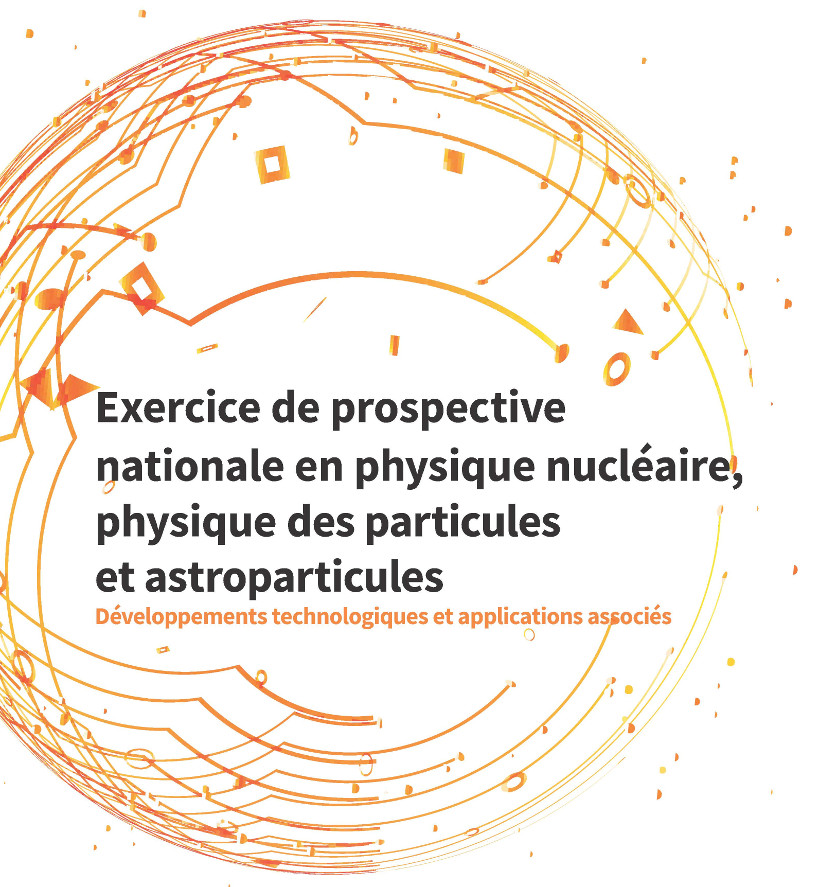 Exercice de prospective
nationale en physique nucléaire,
physique des particules
et astroparticules
Développements technologiques et applications associés